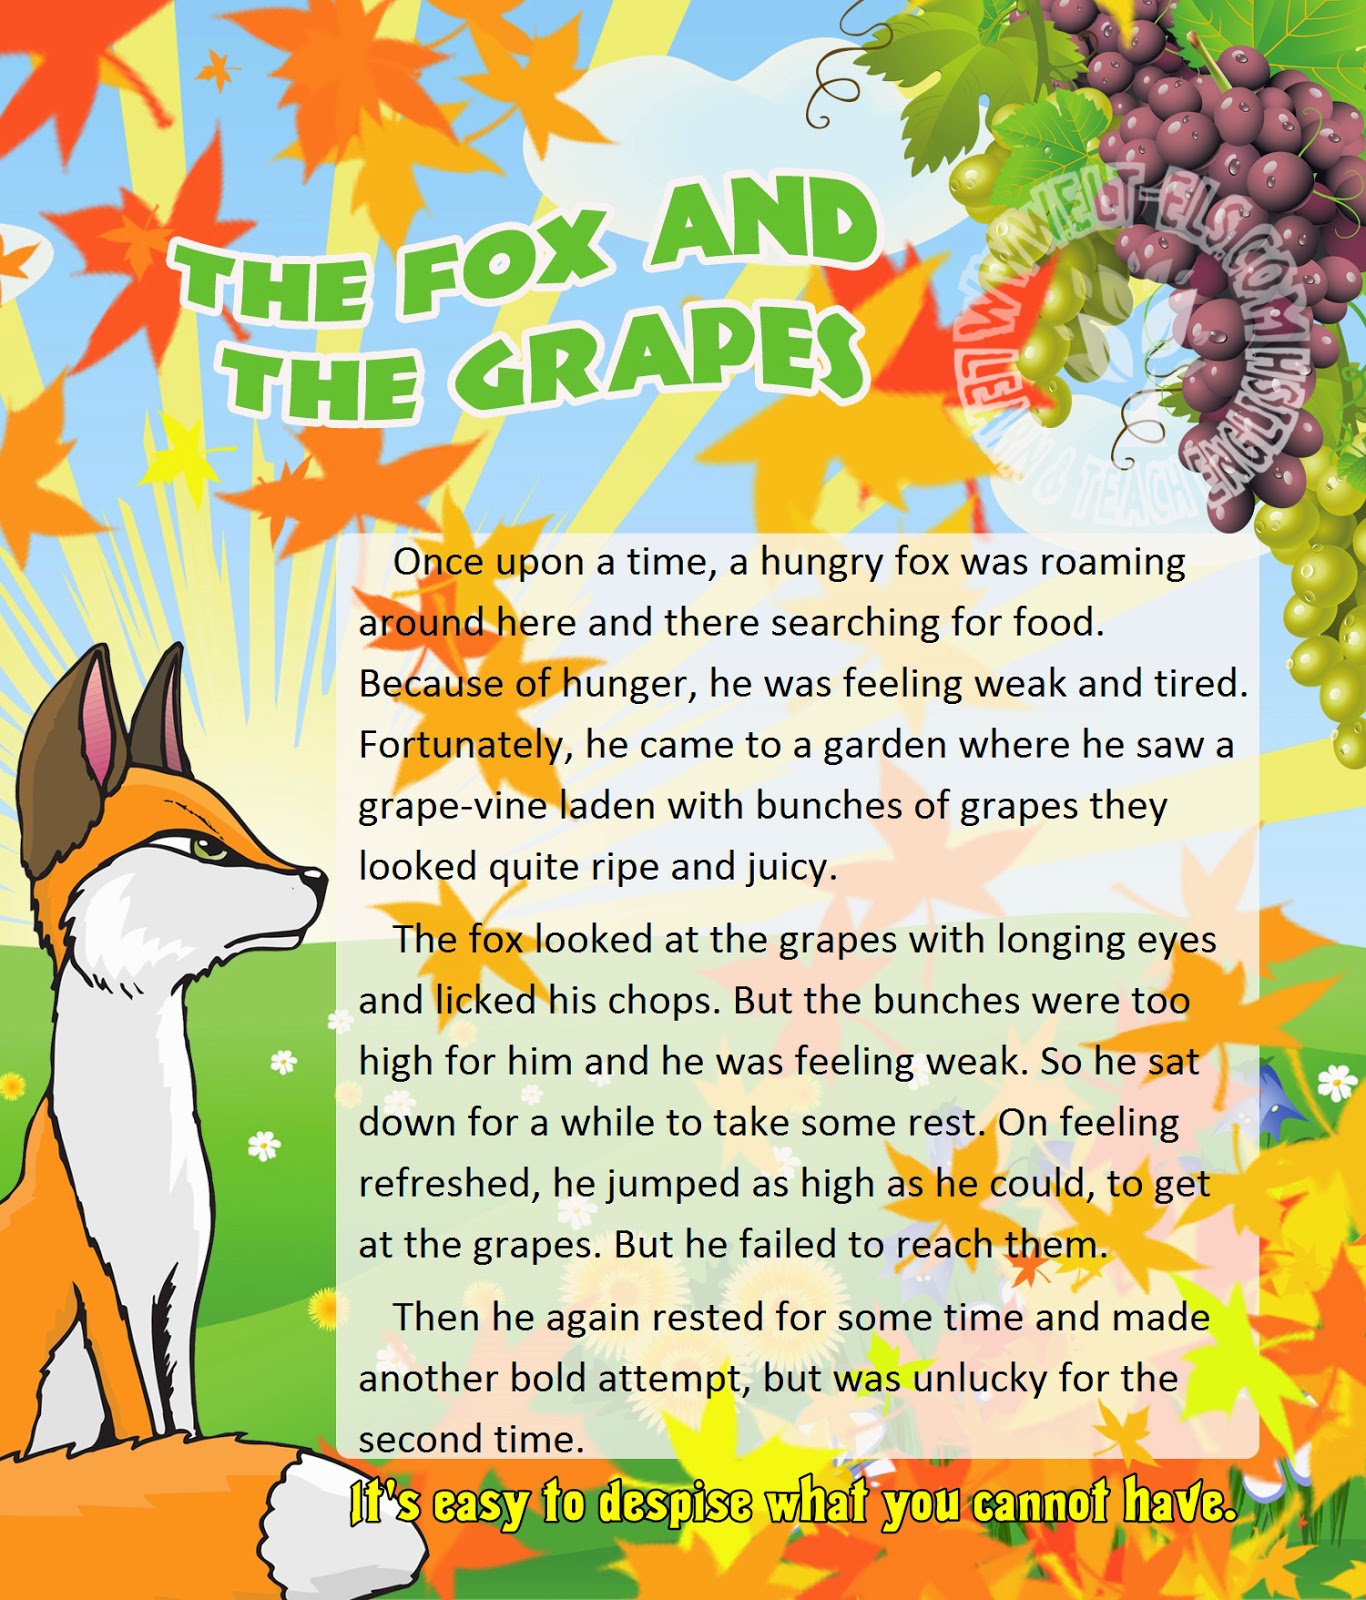 THE FOX AND
THE GRAPES
WWW.ELT-ELS.COM
LEARN & TEACH ENGLISH
Once upon a time, a hungry fox was roaming
around here and there searching for food.
Because of hunger, he was feeling weak and tired.
Fortunately, he came to a garden where he saw a
grape-vine laden with bunches of grapes they
looked quite ripe and juicy.
The fox looked at the grapes with longing eyes
and licked his chops. But the bunches were too
high for him and he was feeling weak. So he sat
down for a while to take some rest. On feeling
refreshed, he jumped as high as he could, to get
at the grapes. But he failed to reach them.
Then he again rested for some time and made
another bold attempt, but was unlucky for the
second time.
It's easy to despise what you cannot have.